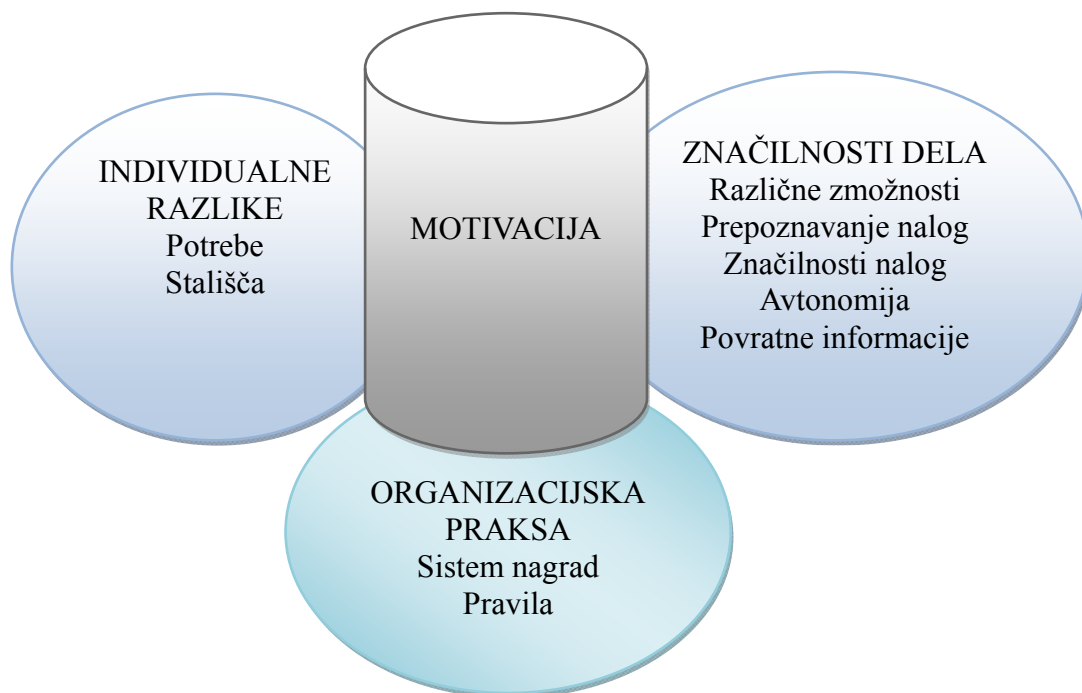 INDIVIDUALNE
RAZLIKE
Potrebe
Stališča
MOTIVACIJA
ZNAČILNOSTI DELA
Različne zmožnosti
Prepoznavanje nalog
Značilnosti nalog
Avtonomija
Povratne informacije
ORGANIZACIJSKA
PRAKSA
Sistem nagrad
Pravila